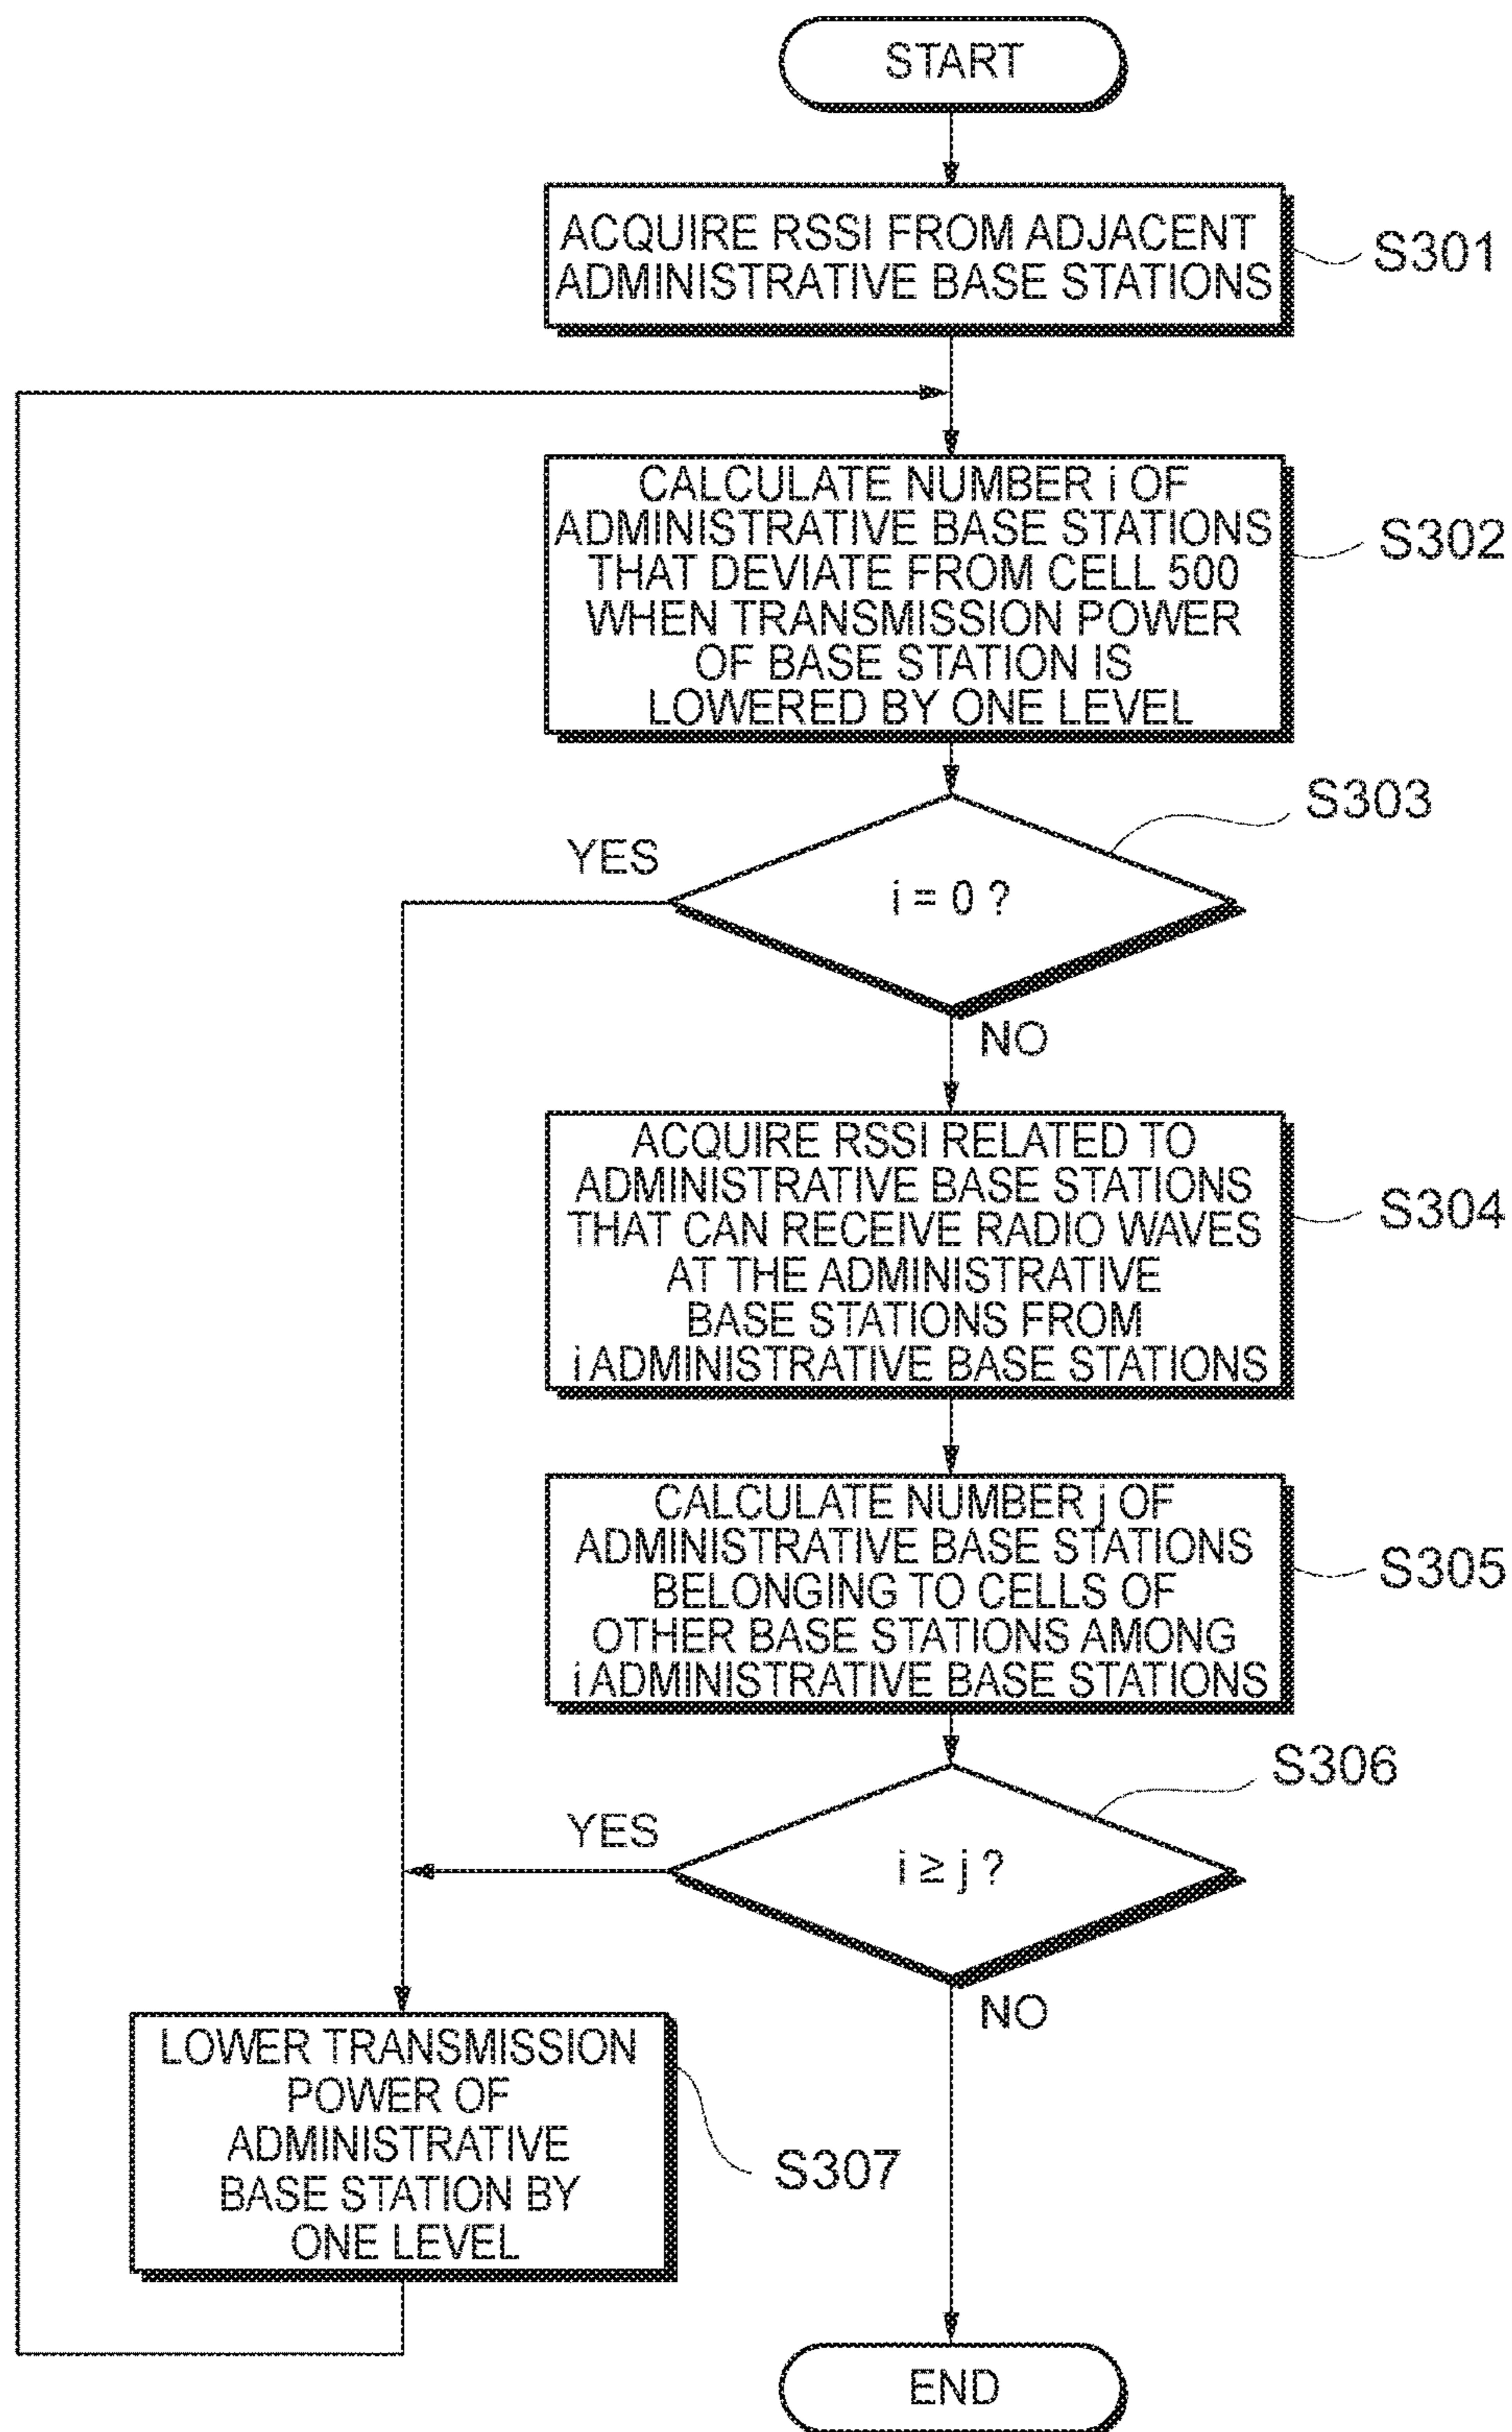 START
ACQUIRE RSSI FROM ADJACENT
ADMINISTRATIVE BASE STATIONS
S301
CALCULATE NUMBER i OF
ADMINISTRATIVE BASE STATIONS
THAT DEVIATE FROM CELL 500
WHEN TRANSMISSION POWER
OF BASE STATION IS
LOWERED BY ONE LEVEL
S302
S303
YES
i = 0 ?
NO
ACQUIRE RSSI RELATED TO
ADMINISTRATIVE BASE STATIONS
THAT CAN RECEIVE RADIO WAVES
AT THE ADMINISTRATIVE
BASE STATIONS FROM
i ADMINISTRATIVE BASE STATIONS
S304
CALCULATE NUMBER j OF
ADMINISTRATIVE BASE STATIONS
BELONGING TO CELLS OF
OTHER BASE STATIONS AMONG
i ADMINISTRATIVE BASE STATIONS
S305
S306
YES
i ≥ j ?
NO
LOWER TRANSMISSION
POWER OF
ADMINISTRATIVE
BASE STATION BY
ONE LEVEL
S307
END